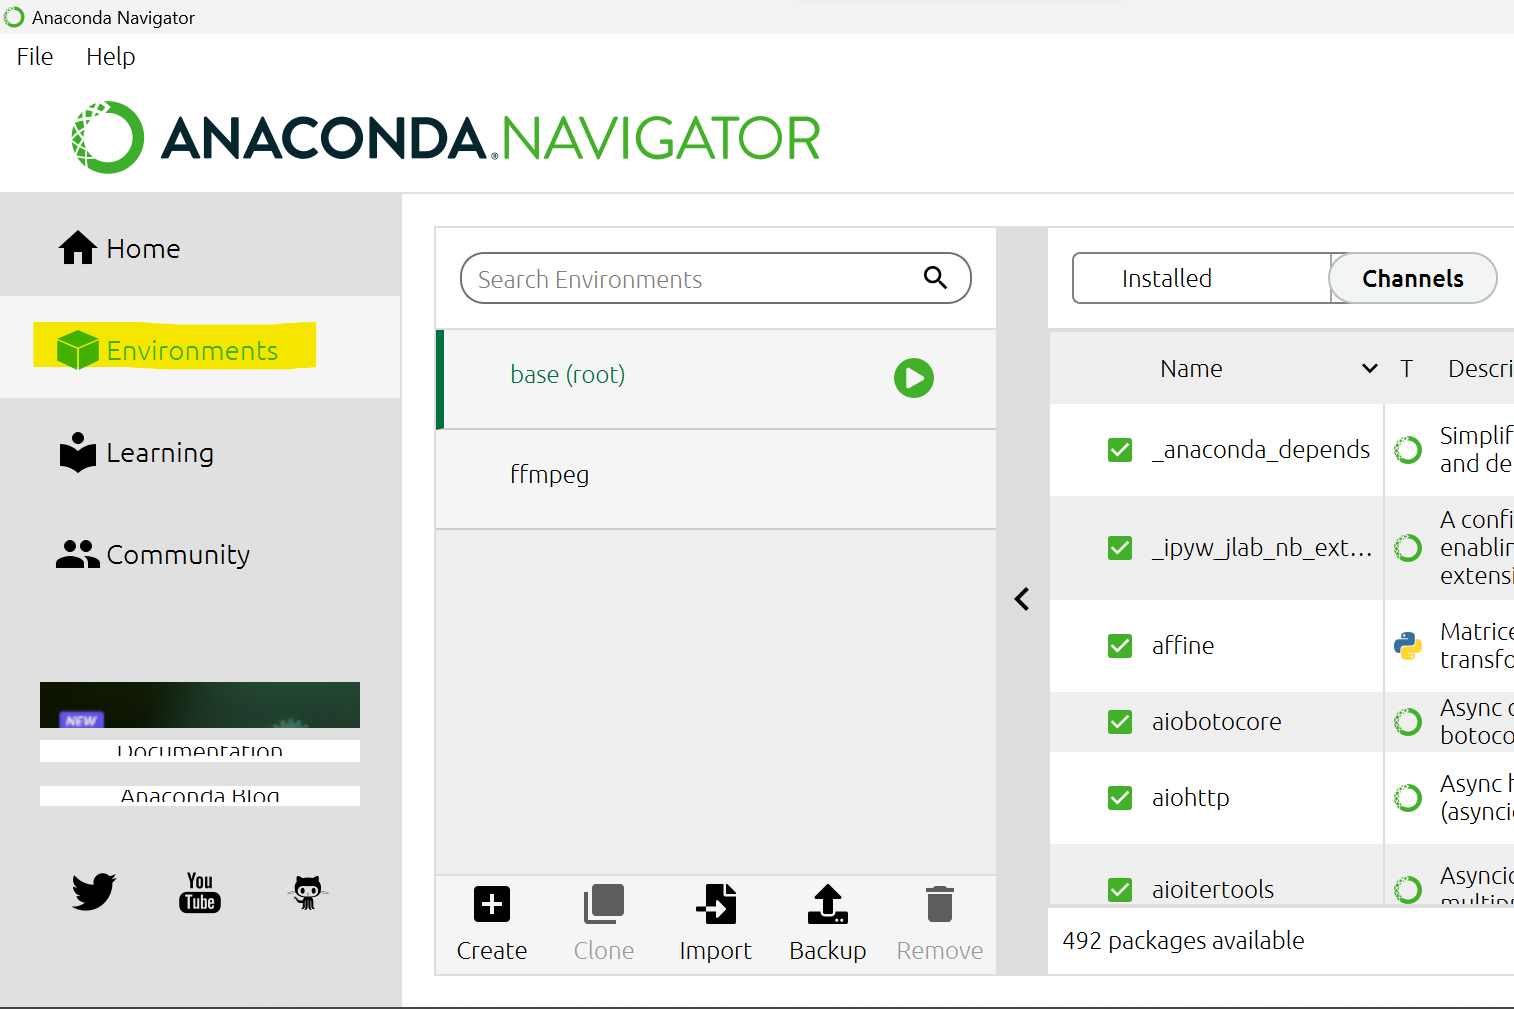 Anaconda Navigator
File Help
ANACONDA.NAVIGATOR
Home
Environments
Learning
Community
NEW
Documentation
Anaconda Blog
You
Tube
Search Environments
base (root)
ffmpeg
Create Clone Import Backup Remove
Installed Channels
Name T Descri
_anaconda_depends
Simplif
and de
_ipyw_jlab_nb_ext...
A confi
enablin
extensi
affine
Matrice
transfo
aiobotocore
Async
botoco
aiohttp
Async h
(asynci
aioitertools
Asyncio
492 packages available